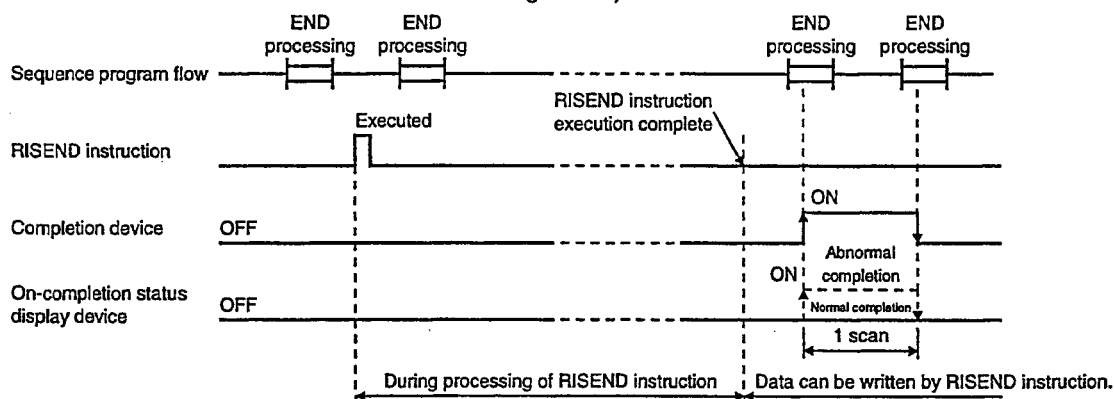 END
processing
END
processing
END
processing
END
processing
Sequence program flow
RISEND instruction
execution complete
Executed
RISEND instruction
ON
Completion device
OFF
Abnormal
completion
ON
On-completion status
display device
OFF
Normal completion
1 scan
During processing of RISEND instruction
Data can be written by RISEND instruction.